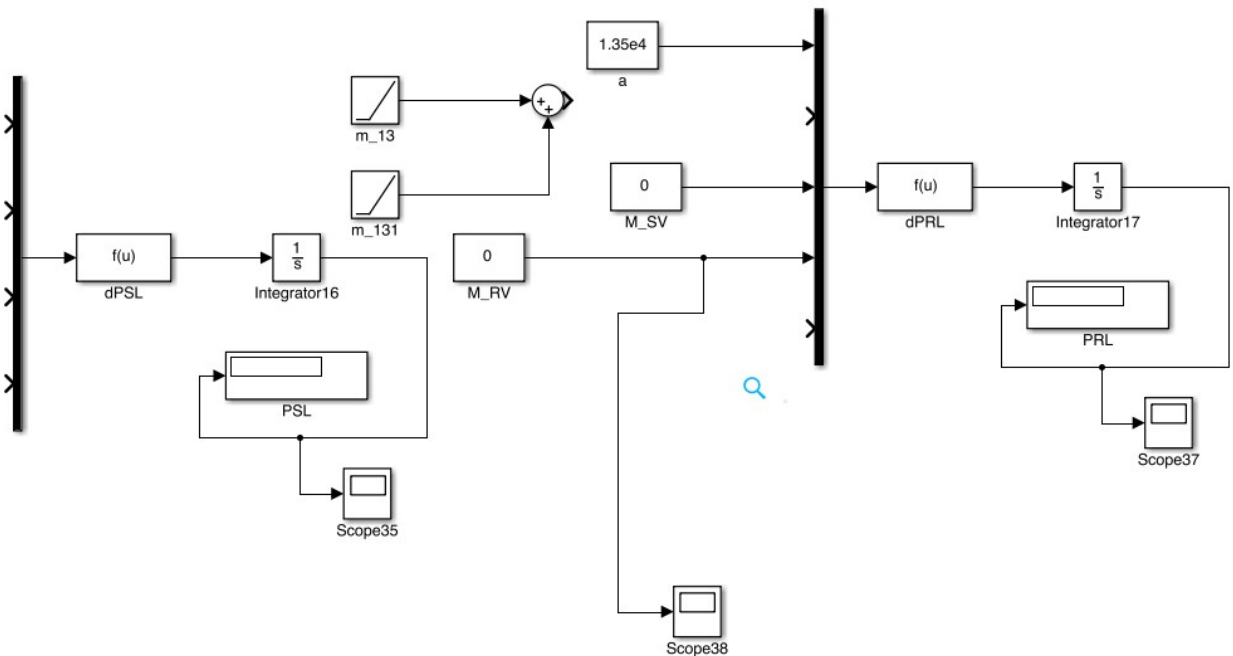 1.35e4
a
m_13
+
+
m_131
0
M_SV
f(u)
dPRL
1
s
Integrator17
f(u)
dPSL
1
s
Integrator16
0
M_RV
PRL
PSL
Scope37
Scope35
Scope38